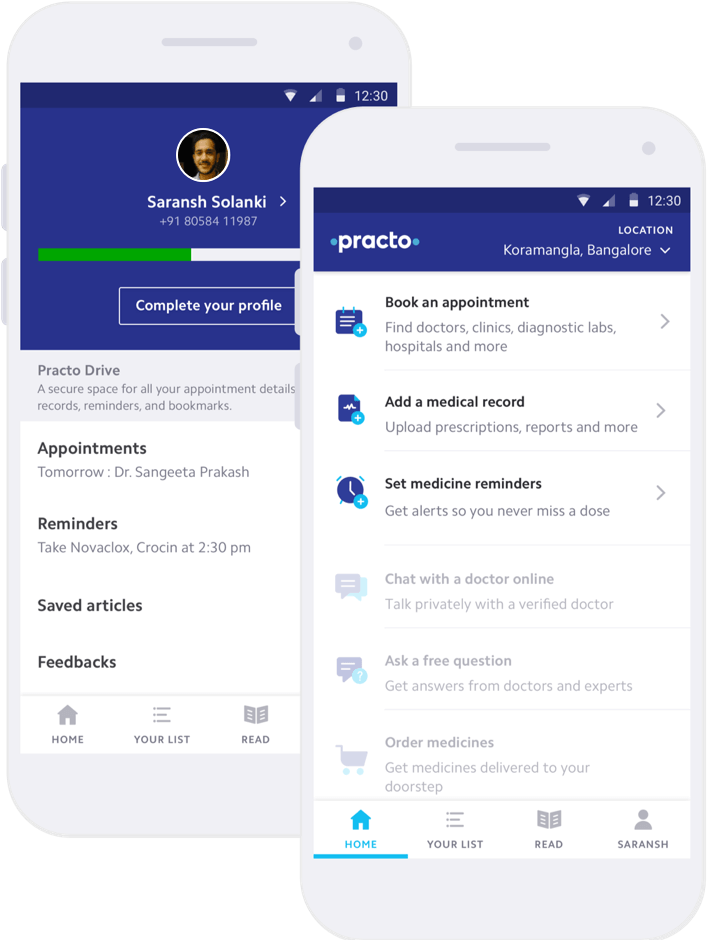 12:30
Saransh Solanki
+91 80584 11987
Complete your profile
Practo Drive
A secure space for all your appointment details
records, reminders, and bookmarks.
Appointments
Tomorrow : Dr. Sangeeta Prakash
Reminders
Take Novaclox, Crocin at 2:30 pm
Saved articles
Feedbacks
HOME YOUR LIST READ
12:30
practo
LOCATION
Koramangla, Bangalore
Book an appointment
Find doctors, clinics, diagnostic labs,
hospitals and more
Add a medical record
Upload prescriptions, reports and more
Set medicine reminders
Get alerts so you never miss a dose
Chat with a doctor online
Talk privately with a verified doctor
Ask a free question
Get answers from doctors and experts
Order medicines
Get medicines delivered to your
doorstep
HOME YOUR LIST READ SARANSH